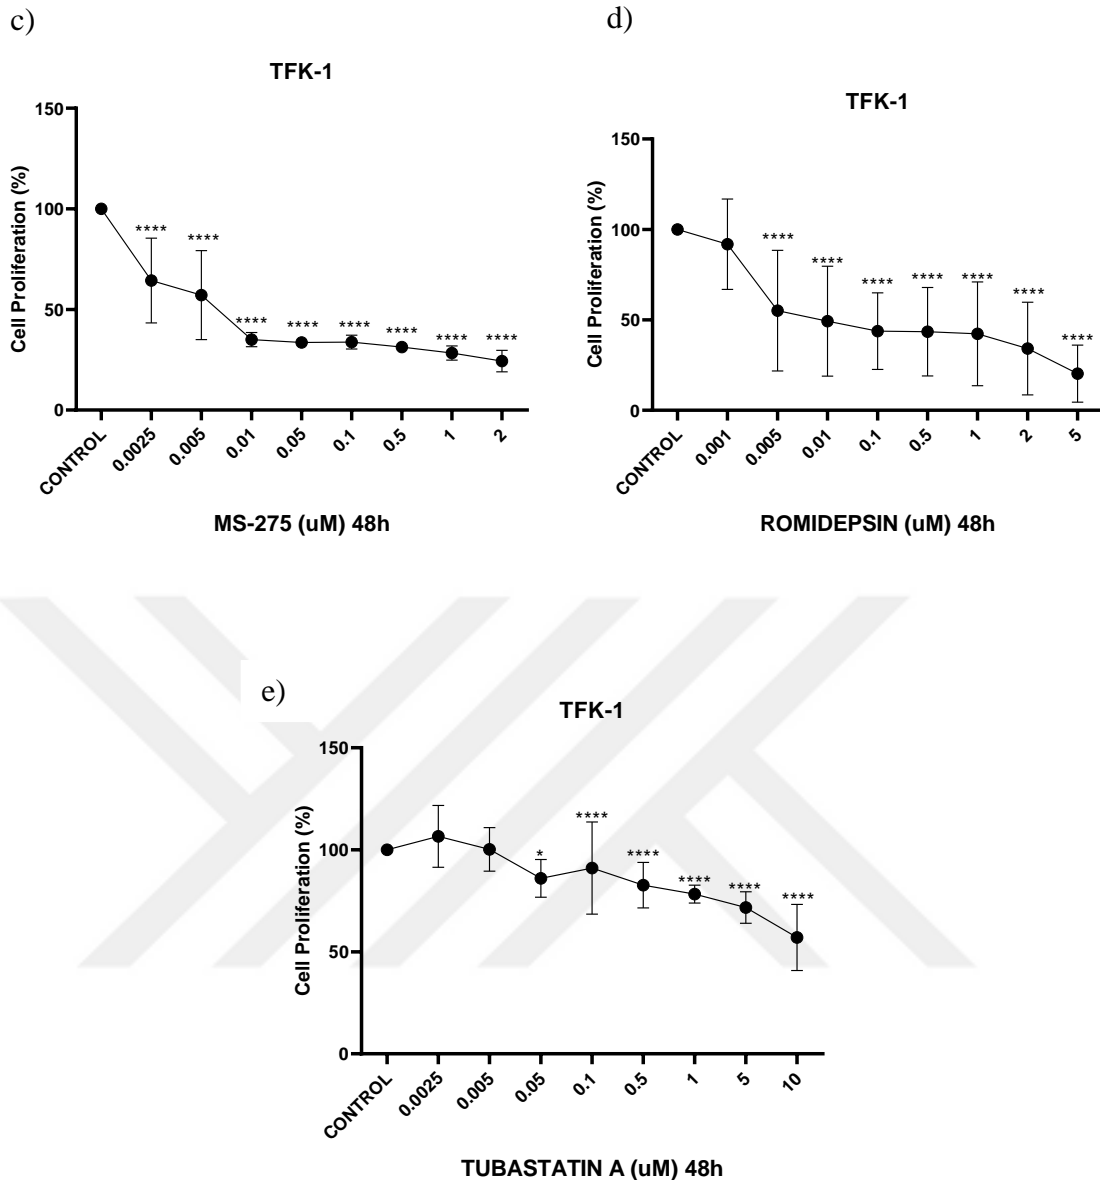 c)
TFK-1
Cell Proliferation (%)
150
100
50
0
**** **** **** **** **** **** **** ****
CONTROL 0.0025 0.005 0.01 0.05 0.1 0.5 1 2
MS-275 (uM) 48h
d)
TFK-1
Cell Proliferation (%)
150
100
50
0
**** **** **** **** **** **** ****
CONTROL 0.001 0.005 0.01 0.1 0.5 1 2 5
ROMIDEPSIN (uM) 48h
e)
TFK-1
Cell Proliferation (%)
150
100
50
0
* **** **** **** **** ****
CONTROL 0.0025 0.005 0.05 0.1 0.5 1 5 10
TUBASTATIN A (uM) 48h